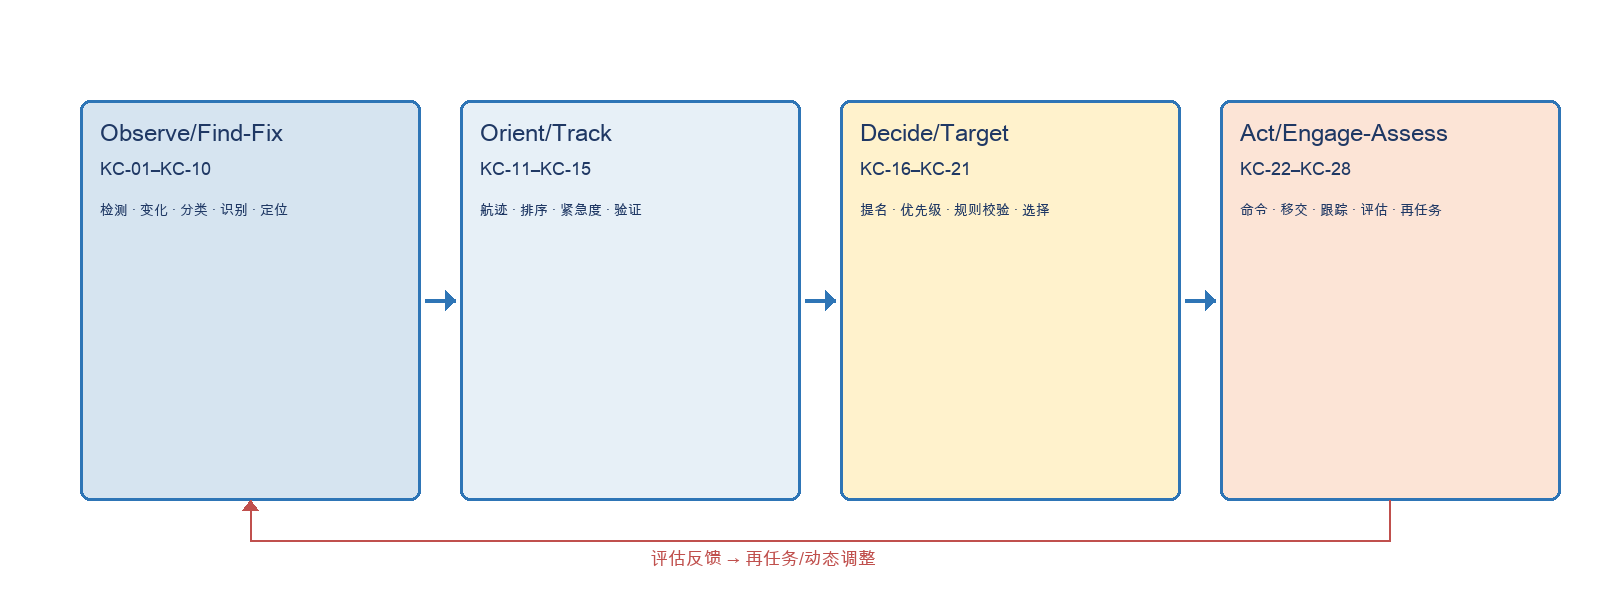 Observe/Find-Fix
KC-01–KC-10
检测 · 变化 · 分类 · 识别 · 定位
Orient/Track
KC-11–KC-15
航迹 · 排序 · 紧急度 · 验证
Decide/Target
KC-16–KC-21
提名 · 优先级 · 规则校验 · 选择
Act/Engage-Assess
KC-22–KC-28
命令 · 移交 · 跟踪 · 评估 · 再任务
评估反馈 → 再任务/动态调整